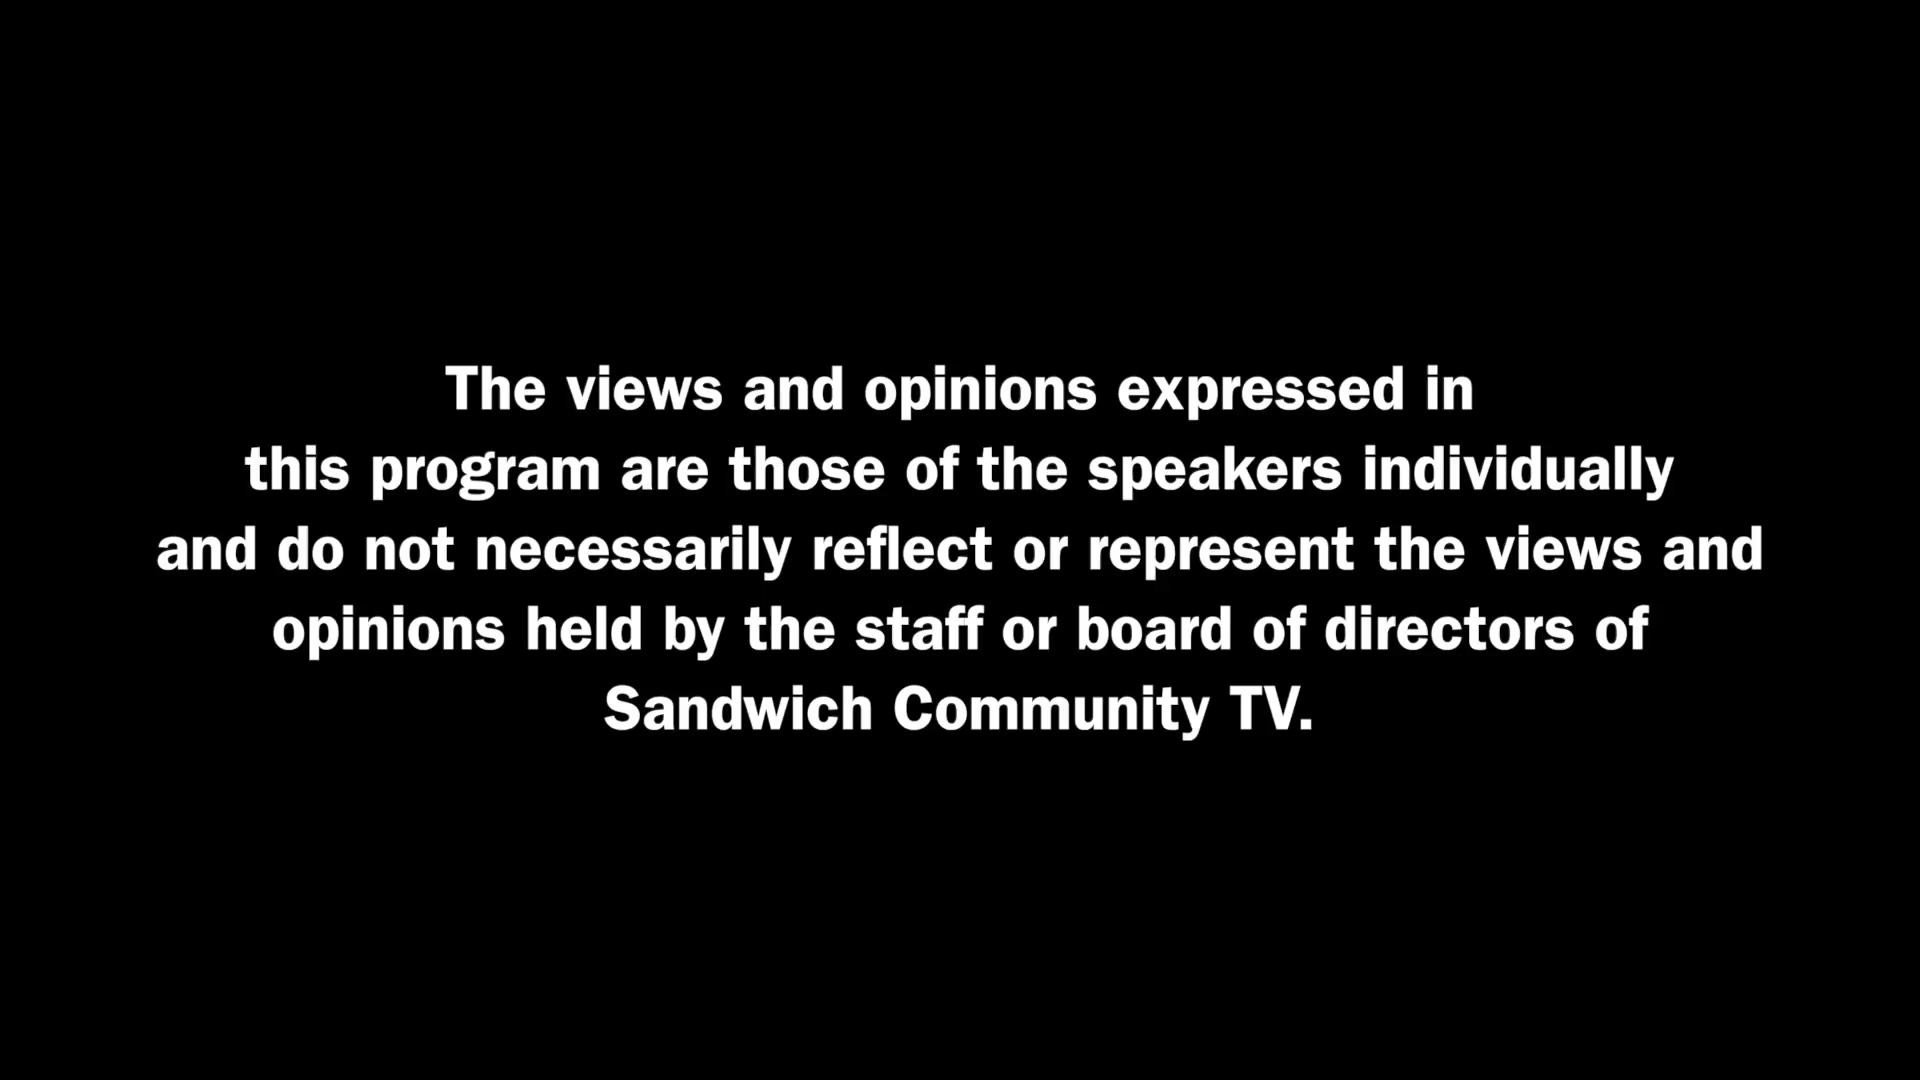 The views and opinions expressed in
this program are those of the speakers individually
and do not necessarily reflect or represent the views and
opinions held by the staff or board of directors of
Sandwich Community TV.